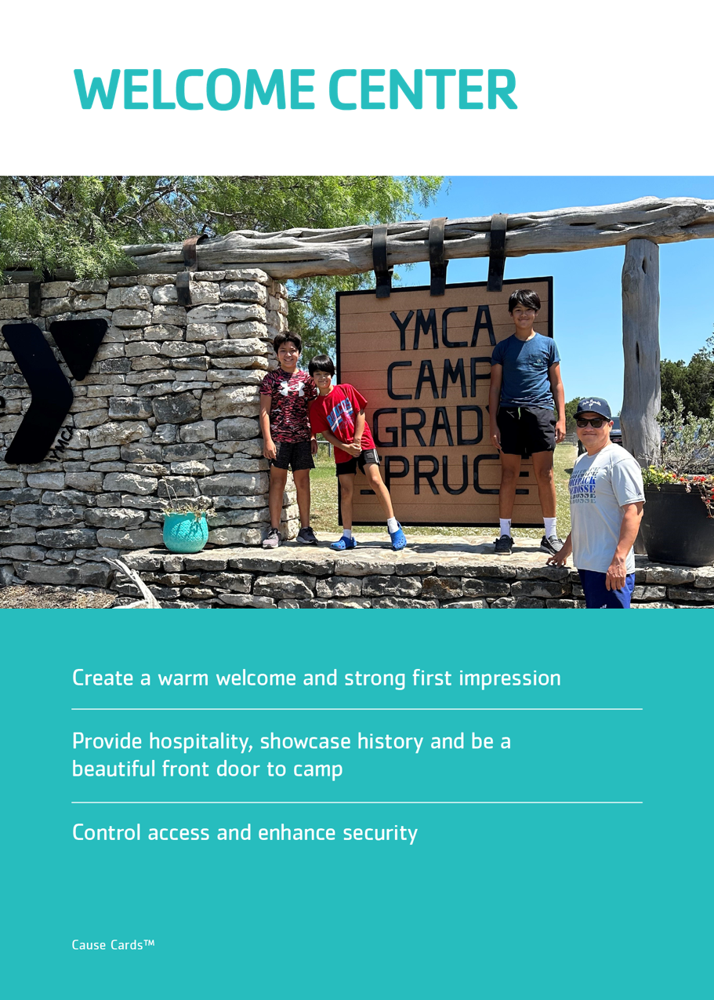 WELCOME CENTER
YMCA
YMCA
CAMP
GRADY
SPRUCE
Create a warm welcome and strong first impression
Provide hospitality, showcase history and be a
beautiful front door to camp
Control access and enhance security
Cause Cards™